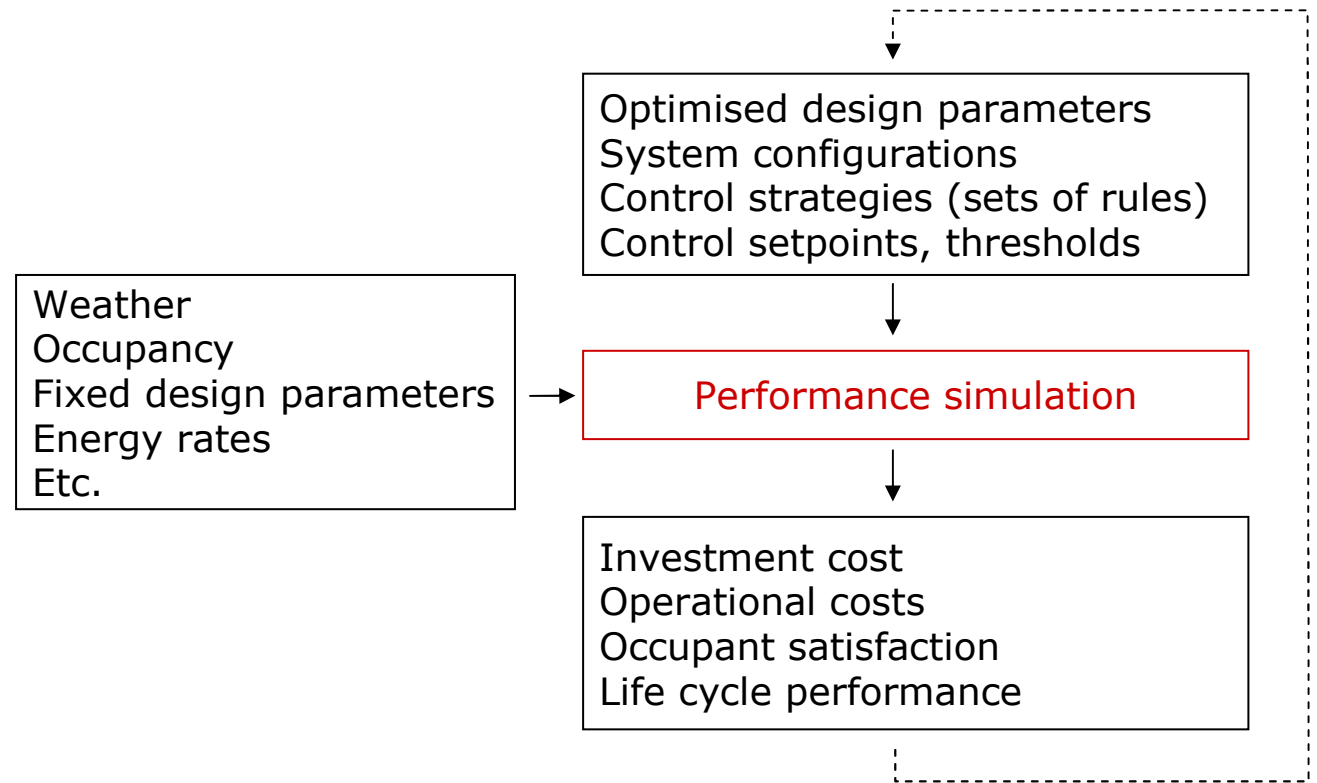 Optimised design parameters
System configurations
Control strategies (sets of rules)
Control setpoints, thresholds
Weather
Occupancy
Fixed design parameters
Energy rates
Etc.
Performance simulation
Investment cost
Operational costs
Occupant satisfaction
Life cycle performance